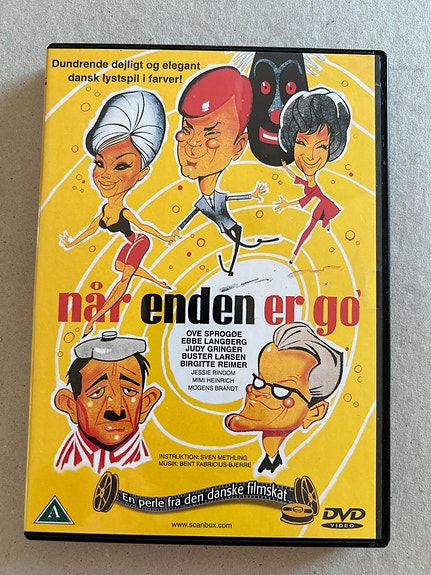 Dundrende dejligt og elegant
dansk lystspil i farver!
når enden er go'
OVE SPROGØE
EBBE LANGBERG
JUDY GRINGER
BUSTER LARSEN
BIRGITTE REIMER
JESSIE RINDOM
MIMI HEINRICH
MOGENS BRANDT
INSTRUKTION: SVEN METHLING
MUSIK: BENT FABRICIUS-BJERRE
En perle fra den danske filmskat
A
www.scanbox.com
DVD
VIDEO